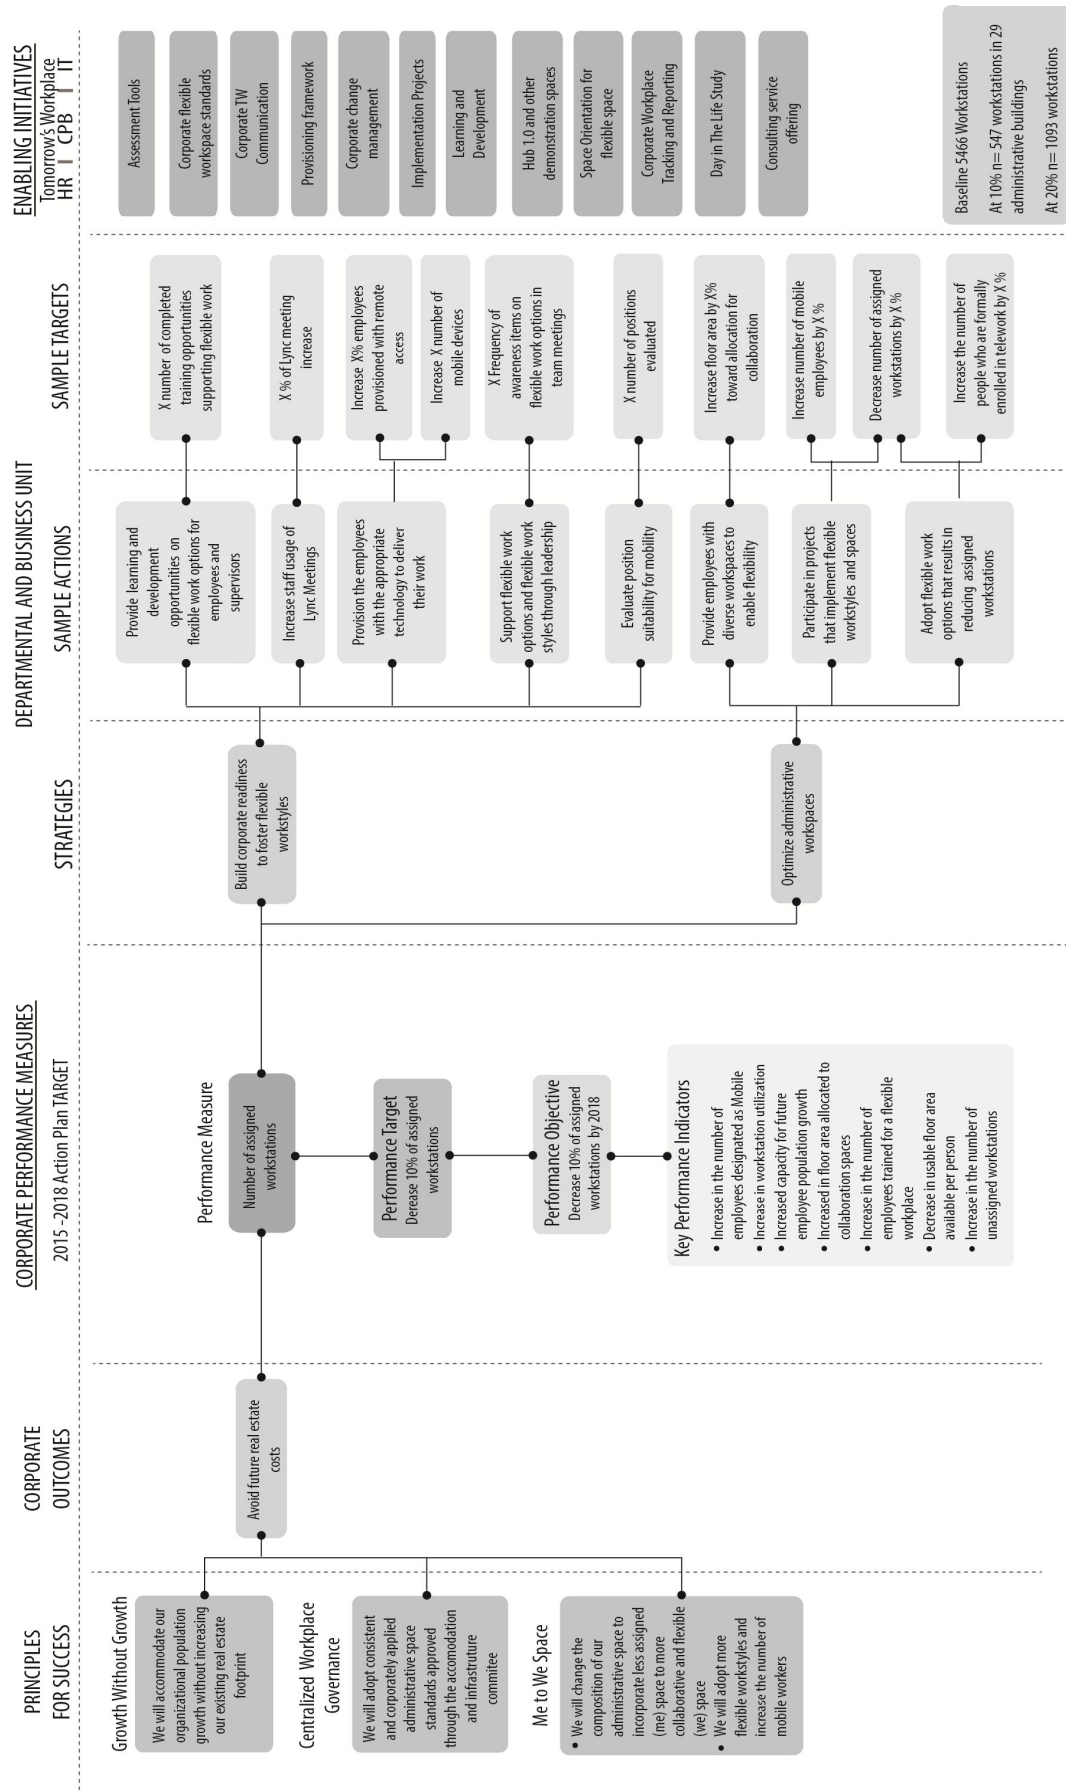 PRINCIPLES
FOR SUCCESS
Growth Without Growth
We will accommodate our
organizational population
growth without increasing
our existing real estate
footprint
Centralized Workplace
Governance
We will adopt consistent
and corporately applied
administrative space
standards approved
through the accomodation
and infrastruture
commitee
Me to We Space
• We will change the
composition of our
administrative space to
incorporate less assigned
(me) space to more
collaborative and flexible
(we) space
• We will adopt more
flexible workstyles and
increase the number of
mobile workers
CORPORATE
OUTCOMES
Avoid future real estate
costs
CORPORATE PERFORMANCE MEASURES
2015 -2018 Action Plan TARGET
Performance Measure
Number of assigned
workstations
Performance Target
Derease 10% of assigned
workstations
Performance Objective
Decrease 10% of assigned
workstations by 2018
Key Performance Indicators
• Increase in the number of
employees designated as Mobile
• Increase in workstation utilization
• Increased capacity for future
employee population growth
• Increased in floor area allocated to
collaboration spaces
• Increase in the number of
employees trained for a flexible
workplace
• Decrease in usable floor area
available per person
• Increase in the number of
unassigned workstations
DEPARTMENTAL AND BUSINESS UNIT
STRATEGIES
Build corporate readiness
to foster flexible
workstyles
Optimize administrative
workspaces
SAMPLE ACTIONS
Provide learning and
development
opportunities on
flexible work options for
employees and
supervisors
Increase staff usage of
Lync Meetings
Provision the employees
with the appropriate
technology to deliver
their work
Support flexible work
options and flexible work
styles through leadership
Evaluate position
suitability for mobility
Provide employees with
diverse workspaces to
enable flexibility
Participate in projects
that implement flexible
workstyles and spaces
Adopt flexible work
options that results in
reducing assigned
workstations
SAMPLE TARGETS
X number of completed
training opportunities
supporting flexible work
X % of Lync meeting
increase
Increase X% employees
provisioned with remote
access
Increase X number of
mobile devices
X Frequency of
awareness items on
flexible work options in
team meetings
X number of positions
evaluated
Increase floor area by X%
toward allocation for
collaboration
Increase number of mobile
employees by X %
Decrease number of assigned
workstations by X %
Increase the number of
people who are formally
enrolled in telework by X %
ENABLING INITIATIVES
Tomorrow's Workplace
HR | CPB | IT
Assessment Tools
Corporate flexible
workspace standards
Corporate TW
Communication
Provisioning framework
Corporate change
management
Implementation Projects
Learning and
Development
Hub 1.0 and other
demonstration spaces
Space Orientation for
flexible space
Corporate Workplace
Tracking and Reporting
Day in The Life Study
Consulting service
offering
Baseline 5466 Workstations
At 10% n= 547 workstations in 29
administrative buildings
At 20% n= 1093 workstations